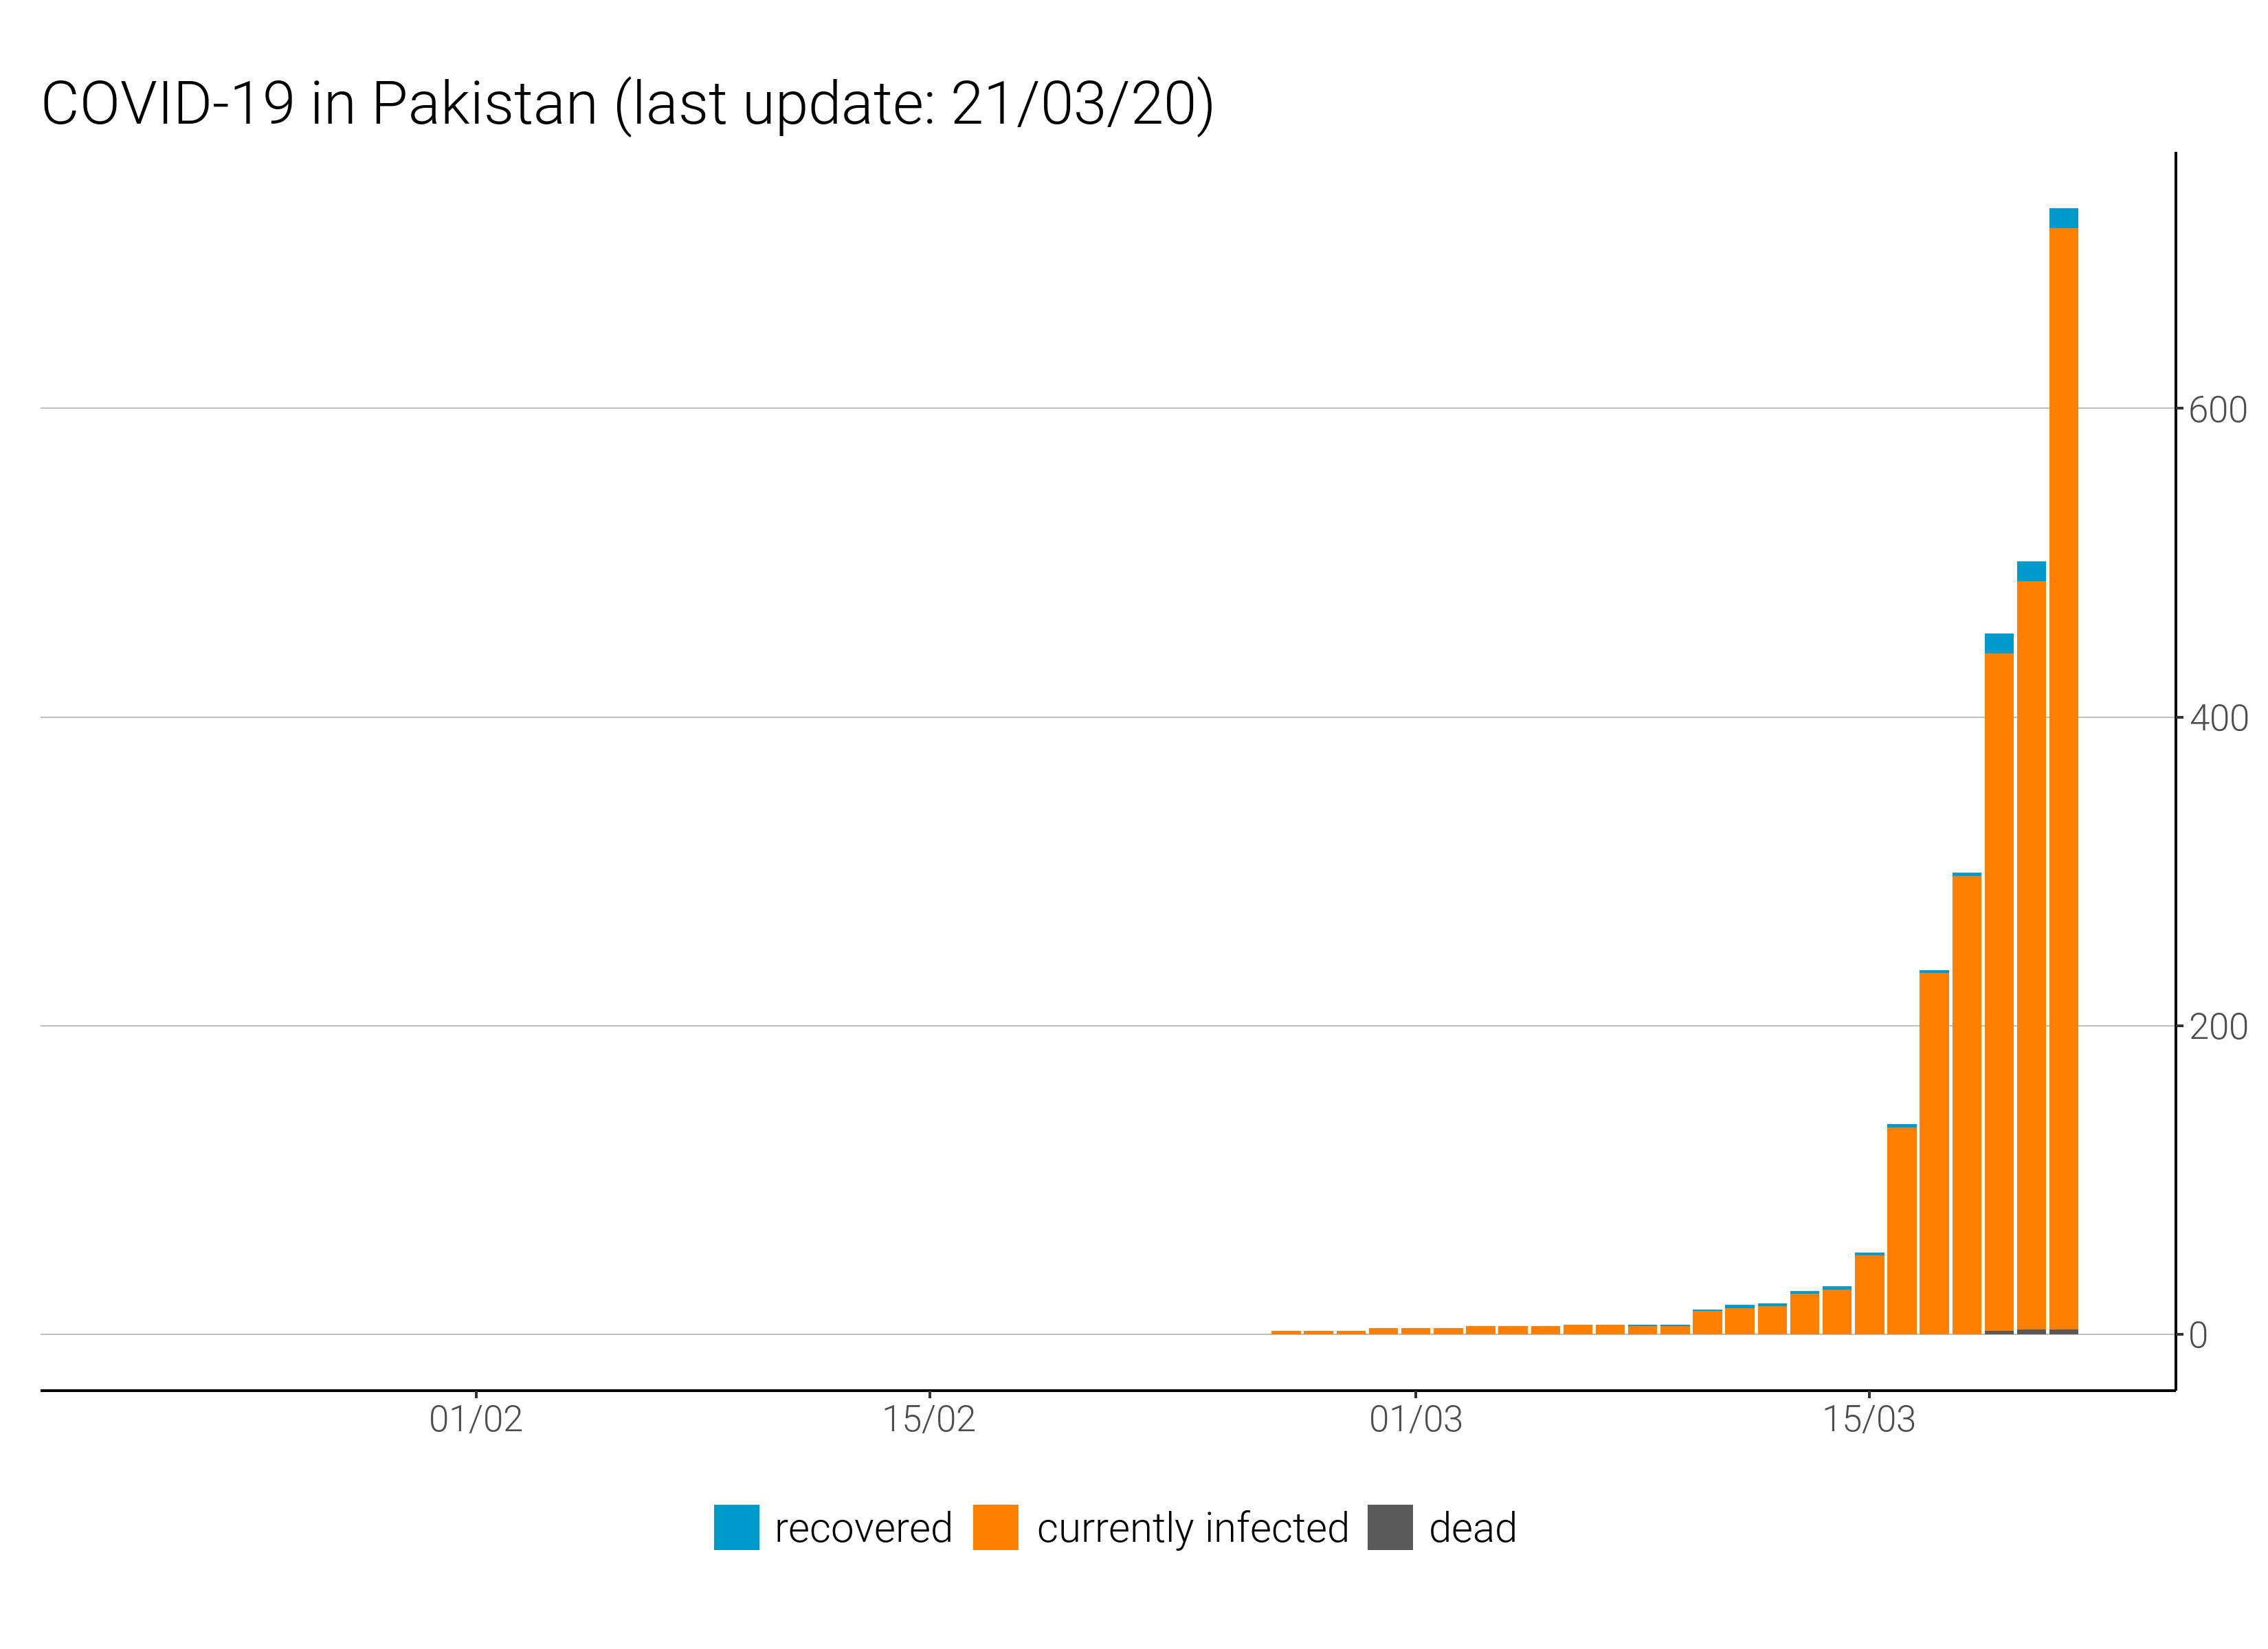 COVID-19 in Pakistan (last update: 21/03/20)
600
400
200
0
01/02 15/02 01/03 15/03
recovered currently infected dead